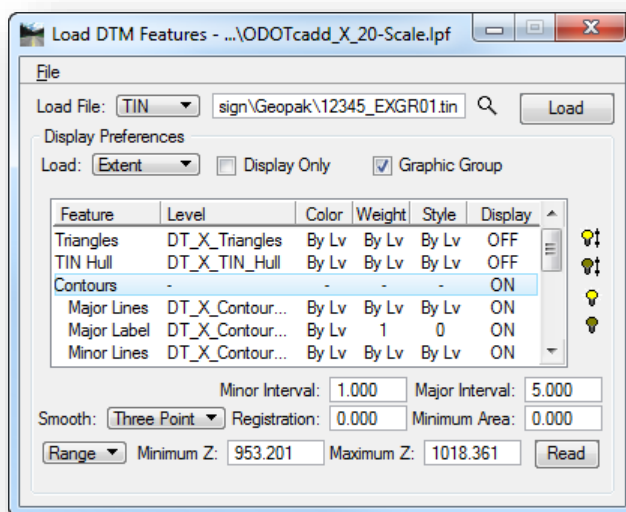 Load DTM Features - ...\ODOTcadd_X_20-Scale.lpf
File
Load File: TIN sign\Geopak\12345_EXGR01.tin Load
Display Preferences
Load: Extent Display Only Graphic Group
Feature Level Color Weight Style Display
Triangles DT_X_Triangles By Lv By Lv By Lv OFF
TIN Hull DT_X_TIN_Hull By Lv By Lv By Lv OFF
Contours - - - - ON
Major Lines DT_X_Contour... By Lv By Lv By Lv ON
Major Label DT_X_Contour... By Lv 1 0 ON
Minor Lines DT_X_Contour... By Lv By Lv By Lv ON
Minor Interval: 1.000 Major Interval: 5.000
Smooth: Three Point Registration: 0.000 Minimum Area: 0.000
Range Minimum Z: 953.201 Maximum Z: 1018.361 Read